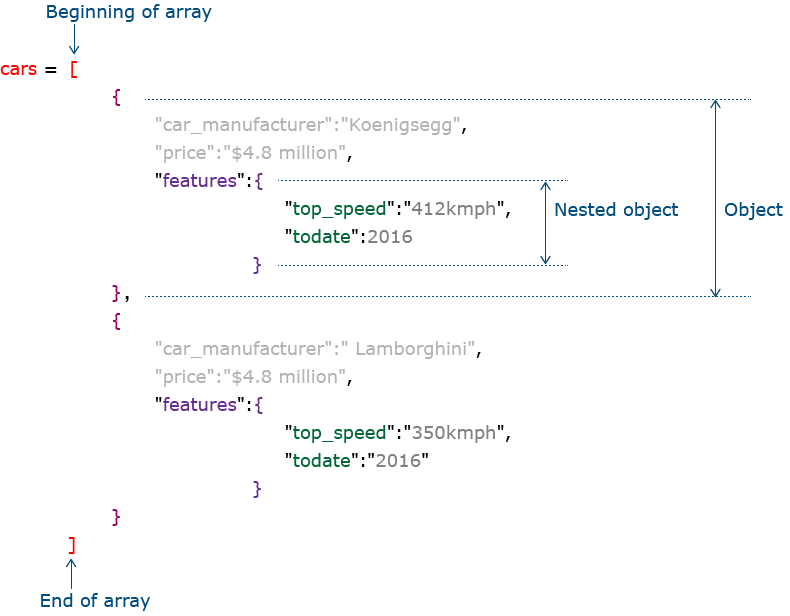 Beginning of array
cars = [
{
"car_manufacturer":"Koenigsegg",
"price":"$4.8 million",
"features":{
"top_speed":"412kmph",
Nested object
Object
"todate":2016
}
},
{
"car_manufacturer":" Lamborghini",
"price":"$4.8 million",
"features":{
"top_speed":"350kmph",
"todate":"2016"
}
}
]
End of array